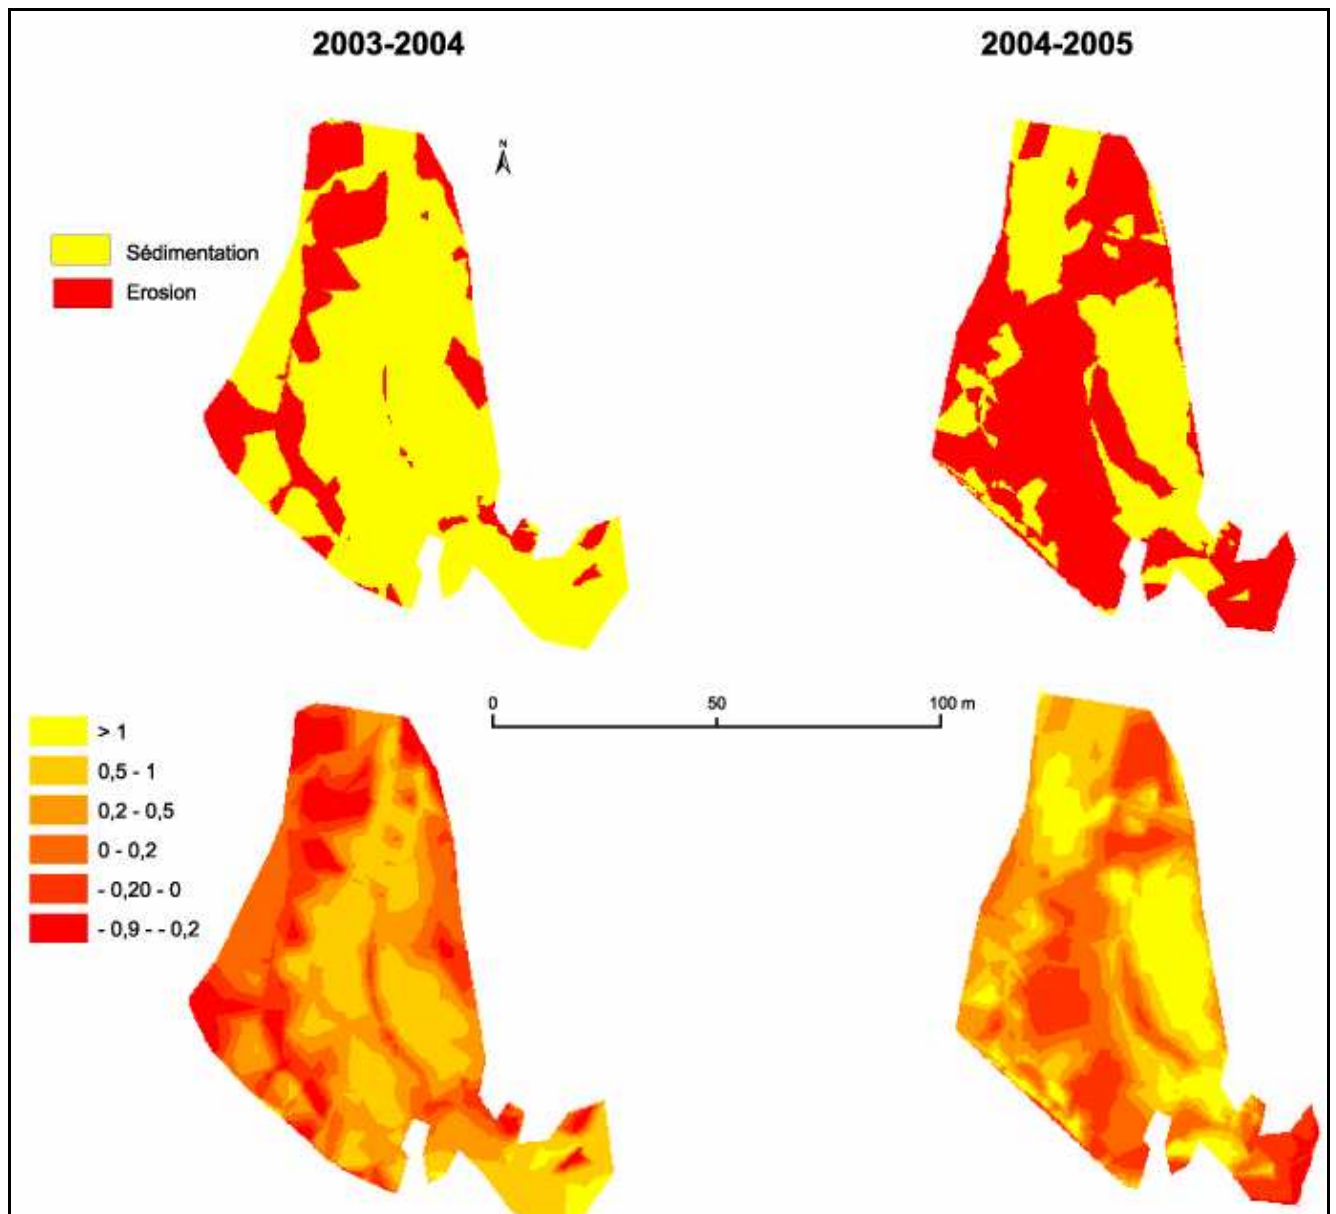 2003-2004
2004-2005
N
Sédimentation
Erosion
0 50 100 m
> 1
0,5 - 1
0,2 - 0,5
0 - 0,2
- 0,20 - 0
- 0,9 - - 0,2